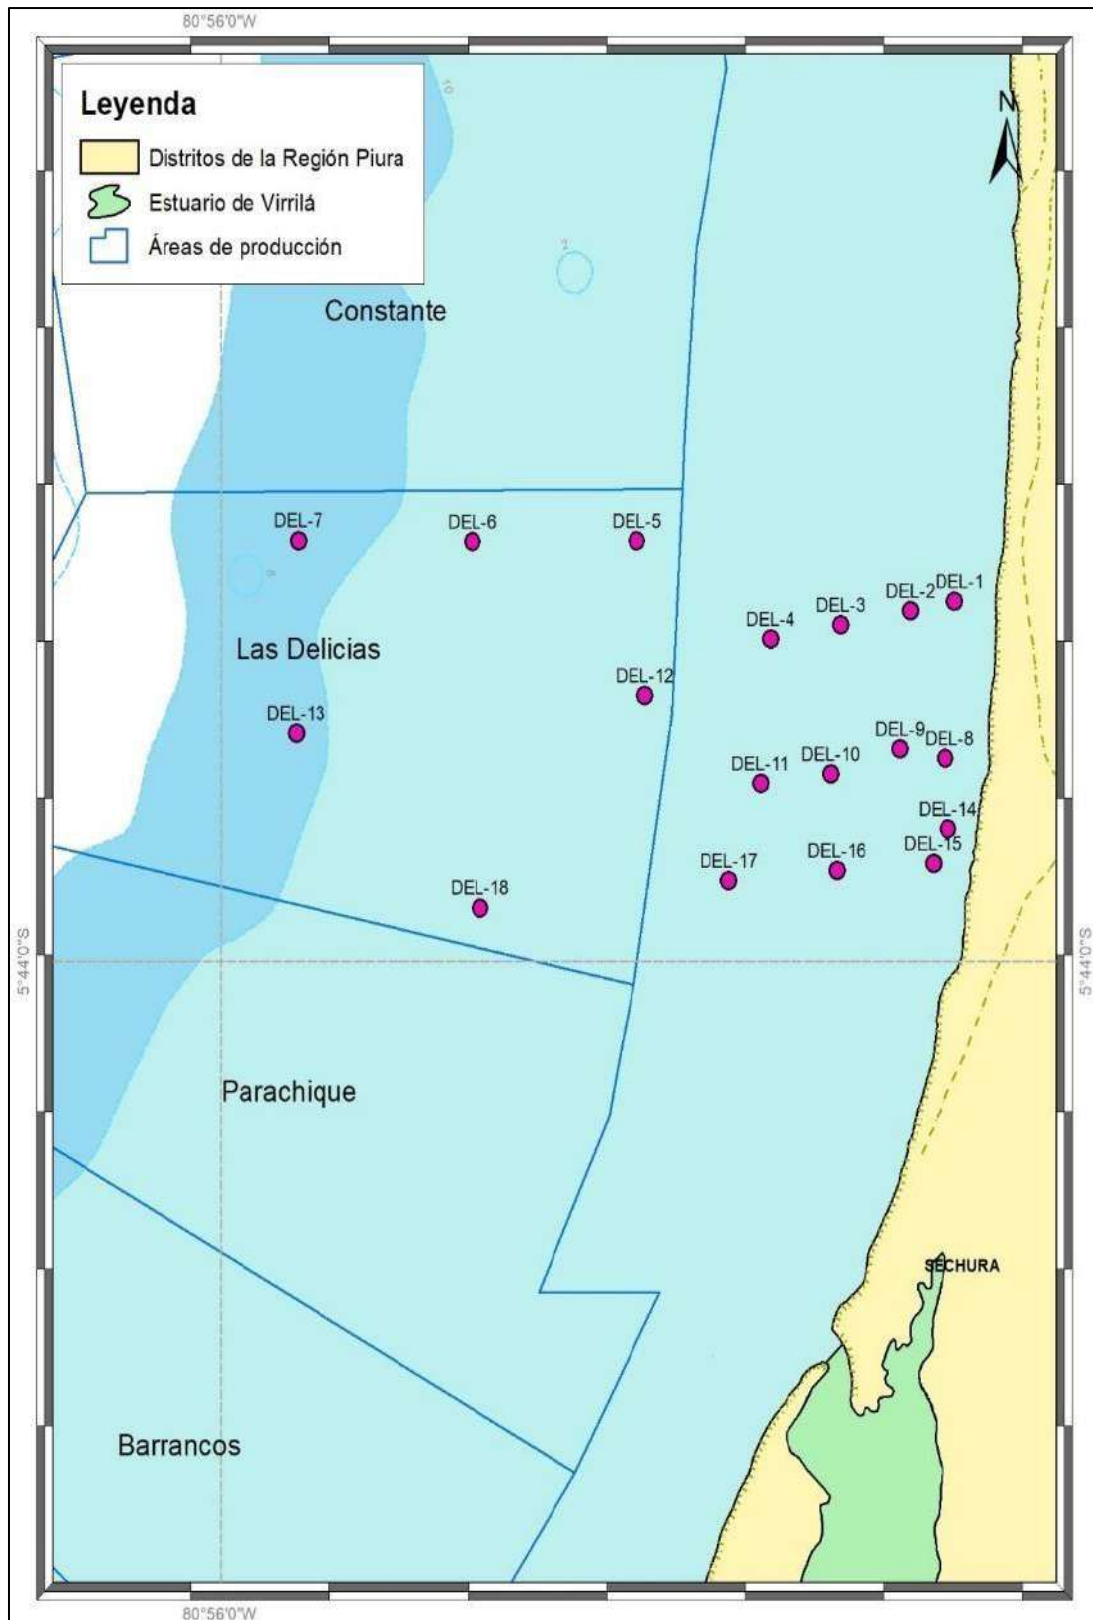 80°56'0"W
Leyenda
Distritos de la Región Piura
Estuario de Virrilá
Áreas de producción
10
N
2
Constante
DEL-7
DEL-6
DEL-5
DEL-1
DEL-2
DEL-3
DEL-4
Las Delicias
DEL-12
DEL-13
DEL-9
DEL-8
DEL-10
DEL-11
DEL-14
DEL-15
DEL-16
DEL-17
DEL-18
5°44'0"S
5°44'0"S
Parachique
SECHURA
Barrancos
80°56'0"W